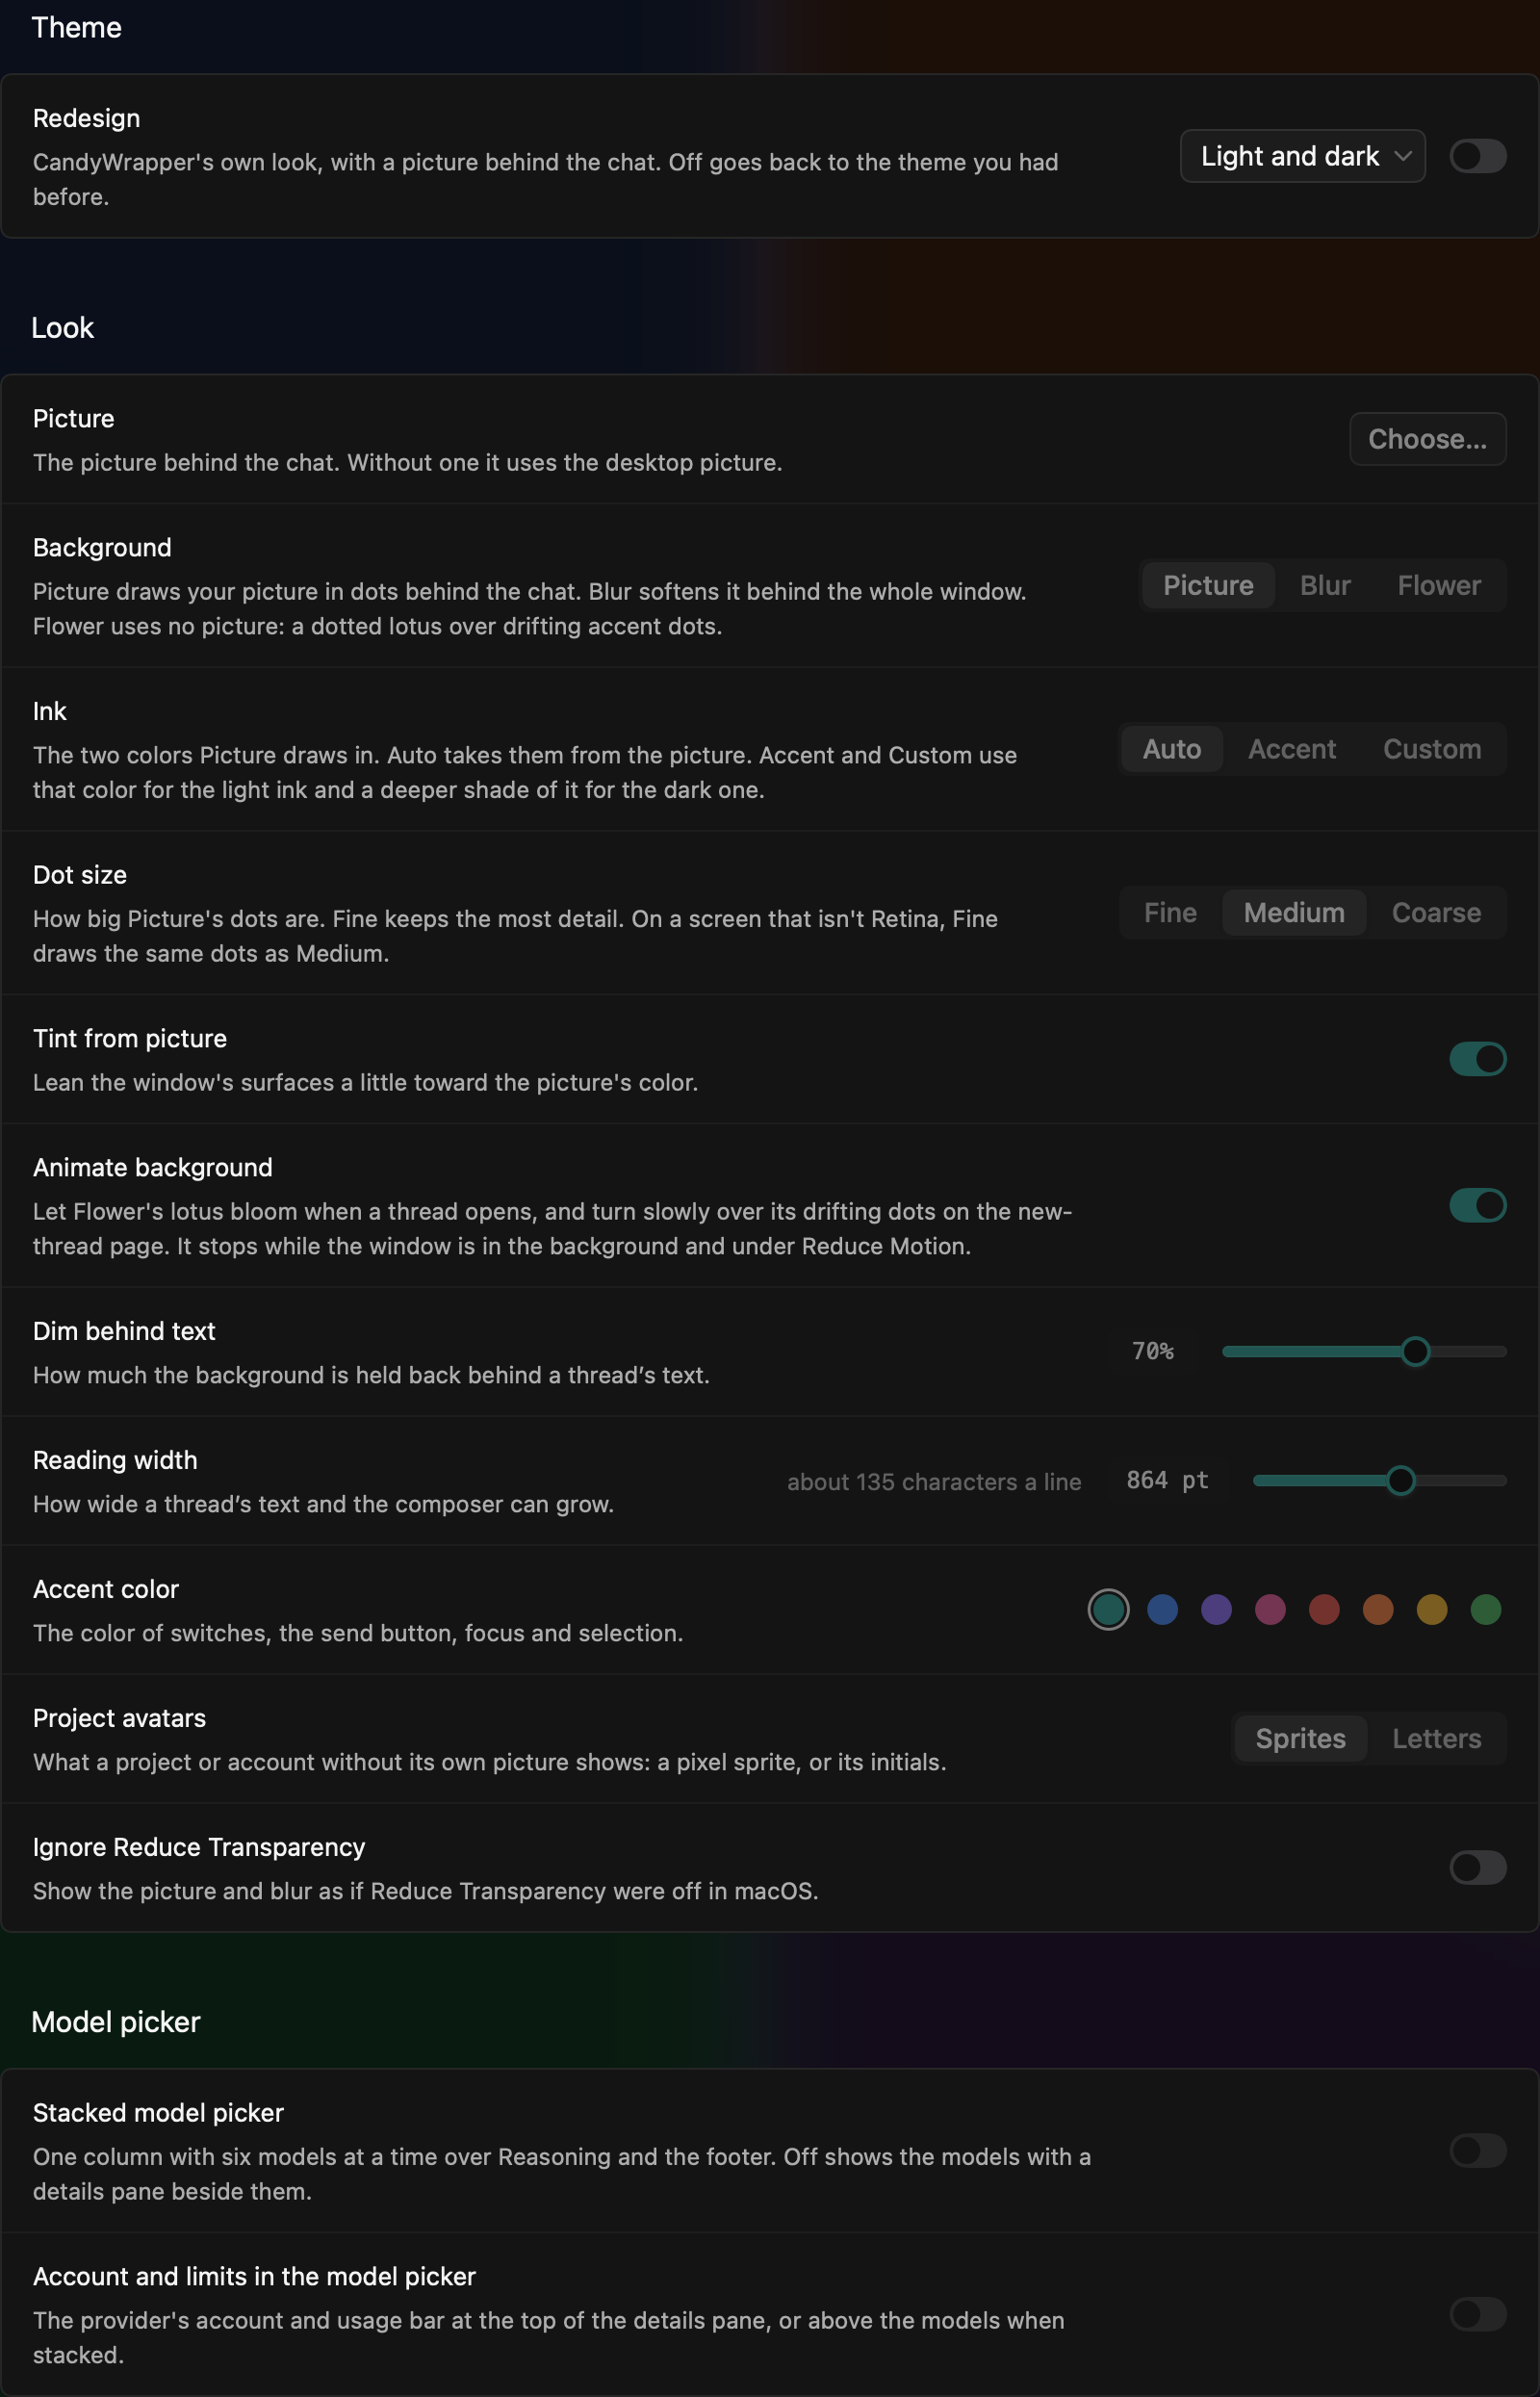 Theme
Redesign
CandyWrapper's own look, with a picture behind the chat. Off goes back to the theme you had
before.
Light and dark
Look
Picture
The picture behind the chat. Without one it uses the desktop picture.
Choose...
Background
Picture draws your picture in dots behind the chat. Blur softens it behind the whole window.
Flower uses no picture: a dotted lotus over drifting accent dots.
Picture Blur Flower
Ink
The two colors Picture draws in. Auto takes them from the picture. Accent and Custom use
that color for the light ink and a deeper shade of it for the dark one.
Auto Accent Custom
Dot size
How big Picture's dots are. Fine keeps the most detail. On a screen that isn't Retina, Fine
draws the same dots as Medium.
Fine Medium Coarse
Tint from picture
Lean the window's surfaces a little toward the picture's color.
Animate background
Let Flower's lotus bloom when a thread opens, and turn slowly over its drifting dots on the new-
thread page. It stops while the window is in the background and under Reduce Motion.
Dim behind text
How much the background is held back behind a thread’s text.
70%
Reading width
How wide a thread’s text and the composer can grow.
about 135 characters a line 864 pt
Accent color
The color of switches, the send button, focus and selection.
Project avatars
What a project or account without its own picture shows: a pixel sprite, or its initials.
Sprites Letters
Ignore Reduce Transparency
Show the picture and blur as if Reduce Transparency were off in macOS.
Model picker
Stacked model picker
One column with six models at a time over Reasoning and the footer. Off shows the models with a
details pane beside them.
Account and limits in the model picker
The provider's account and usage bar at the top of the details pane, or above the models when
stacked.